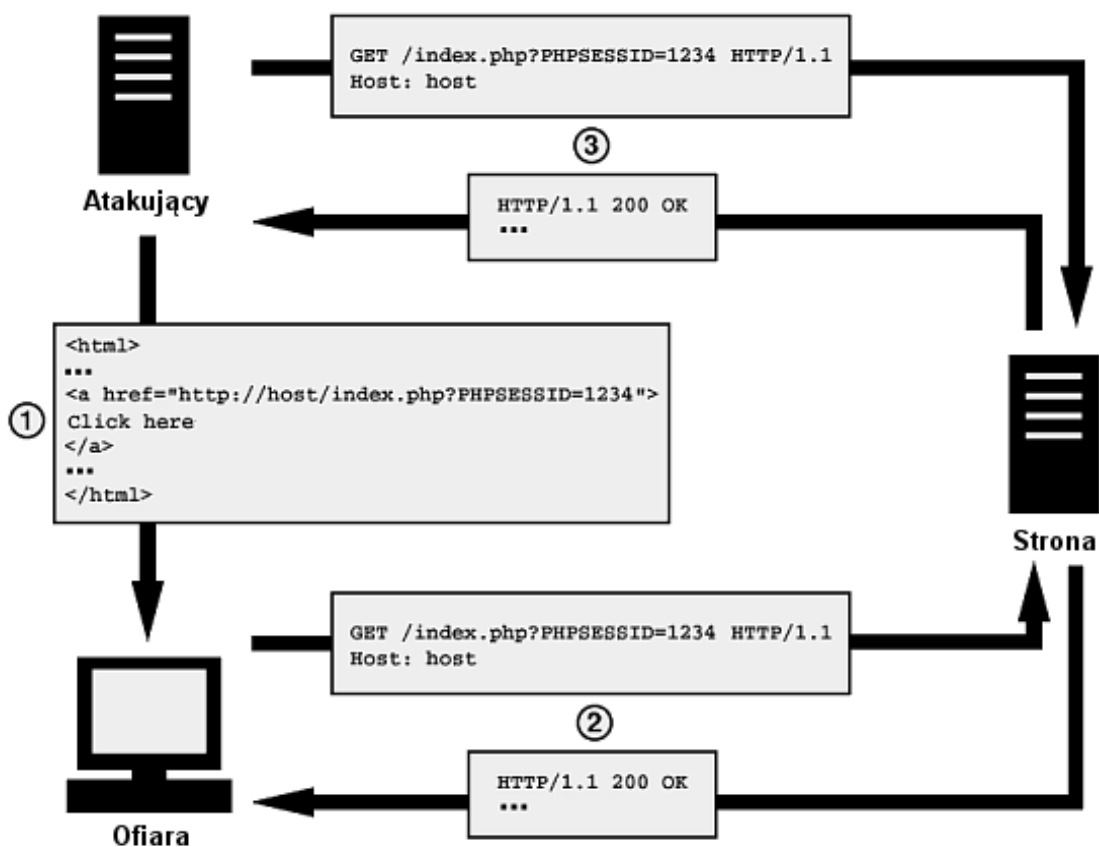 GET /index.php?PHPSESSID=1234 HTTP/1.1
Host: host
3
Atakujący
HTTP/1.1 200 OK
...
<html>
...
<a href="http://host/index.php?PHPSESSID=1234">
1
Click here
</a>
...
</html>
Strona
GET /index.php?PHPSESSID=1234 HTTP/1.1
Host: host
2
HTTP/1.1 200 OK
...
Ofiara